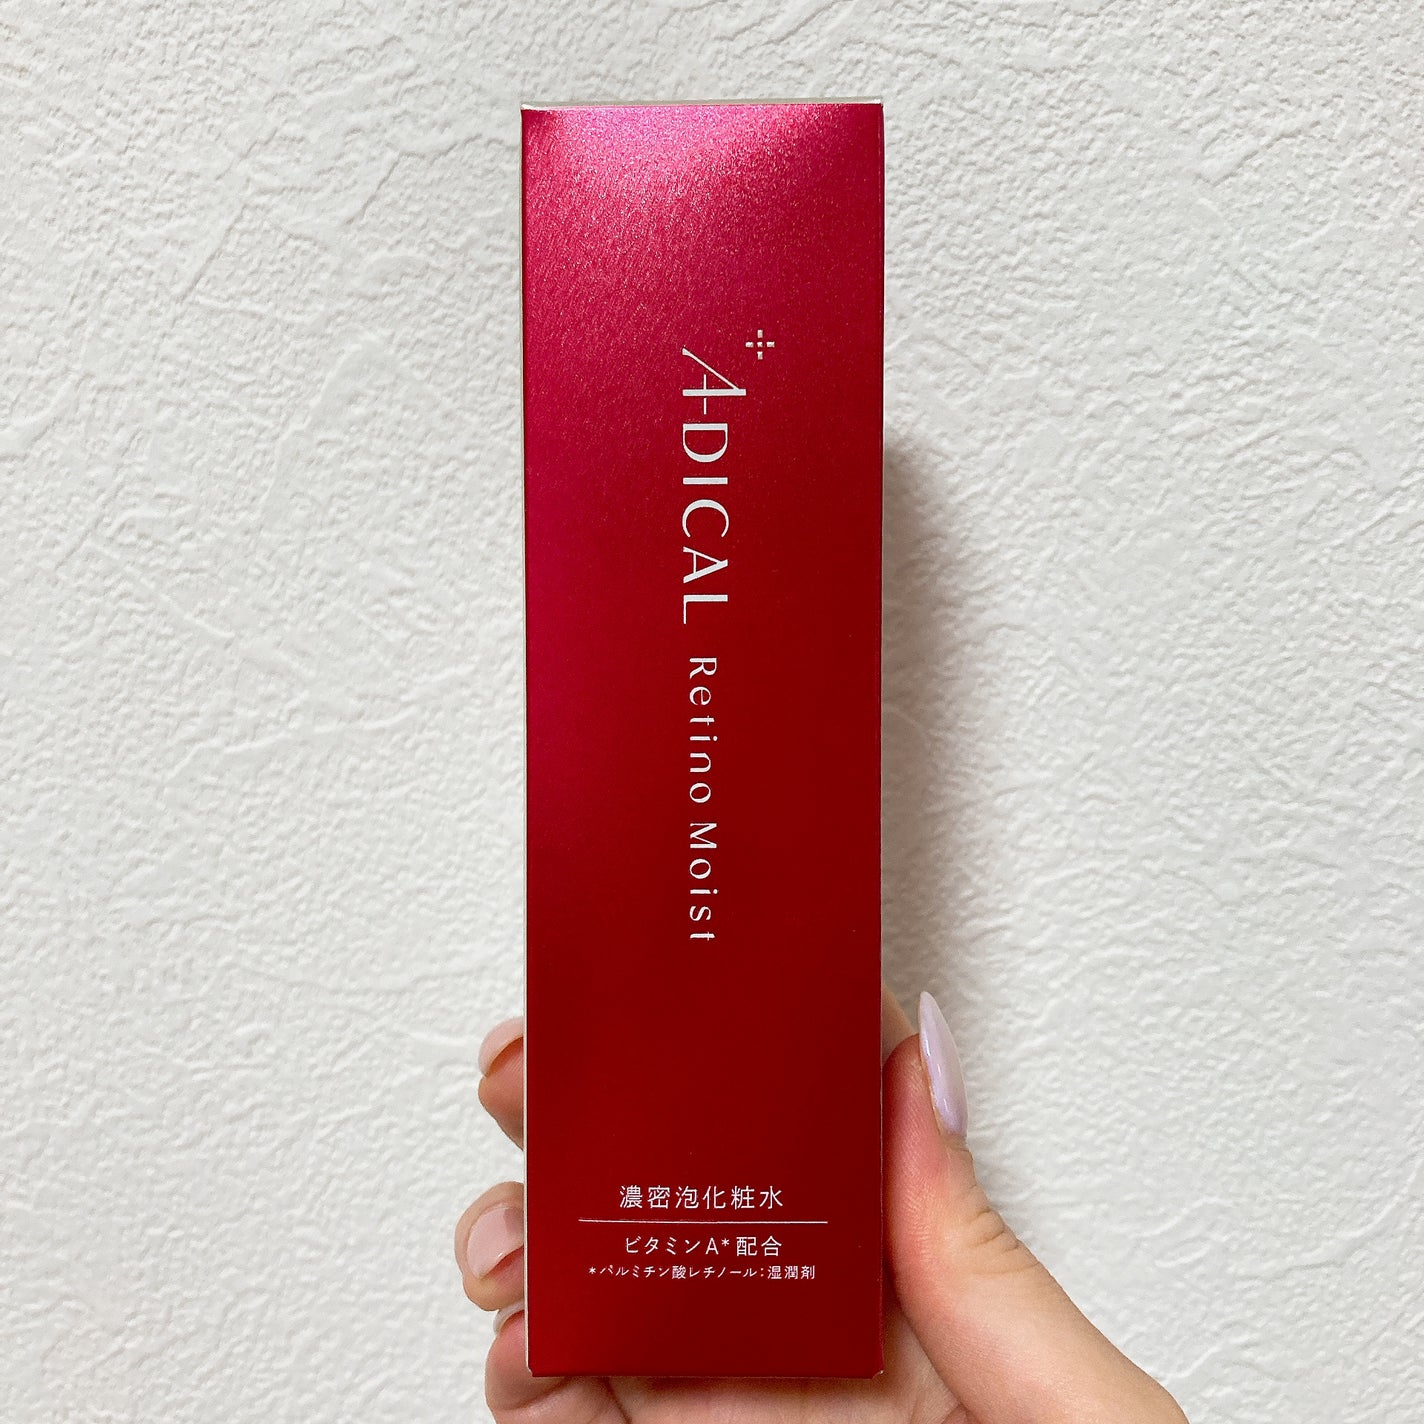 ADICAL Retino Moist
濃密泡化粧水
ビタミンA*配合
*パルミチン酸レチノール:湿潤剤